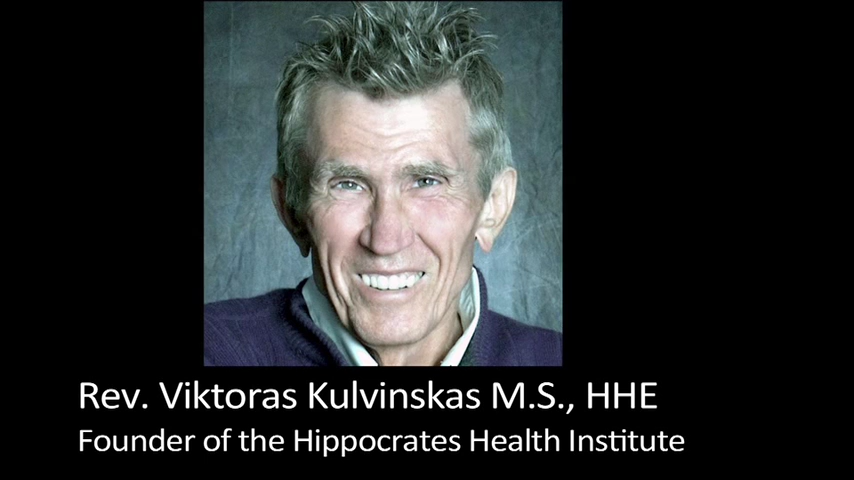 Rev. Viktoras Kulvinskas M.S., HHE
Founder of the Hippocrates Health Institute